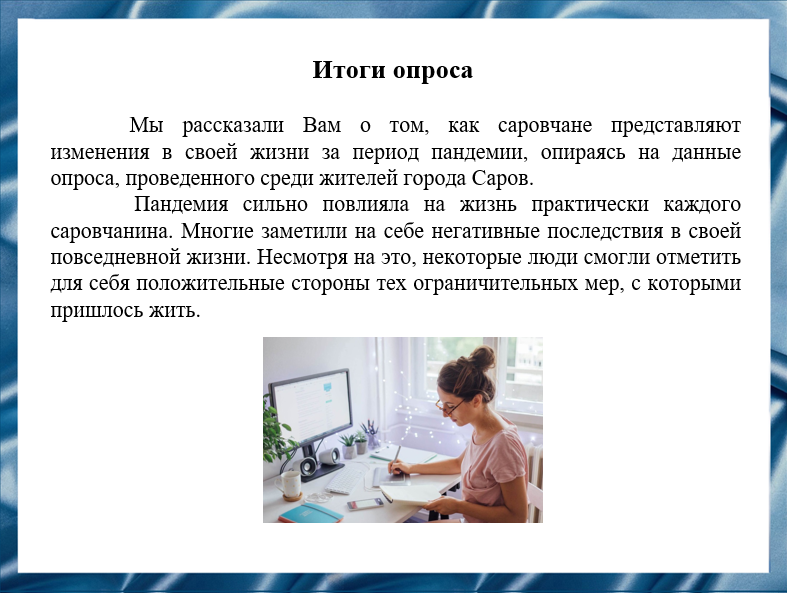 Итоги опроса
Мы рассказали Вам о том, как саровчане представляют
изменения в своей жизни за период пандемии, опираясь на данные
опроса, проведенного среди жителей города Саров.
Пандемия сильно повлияла на жизнь практически каждого
саровчанина. Многие заметили на себе негативные последствия в своей
повседневной жизни. Несмотря на это, некоторые люди смогли отметить
для себя положительные стороны тех ограничительных мер, с которыми
пришлось жить.